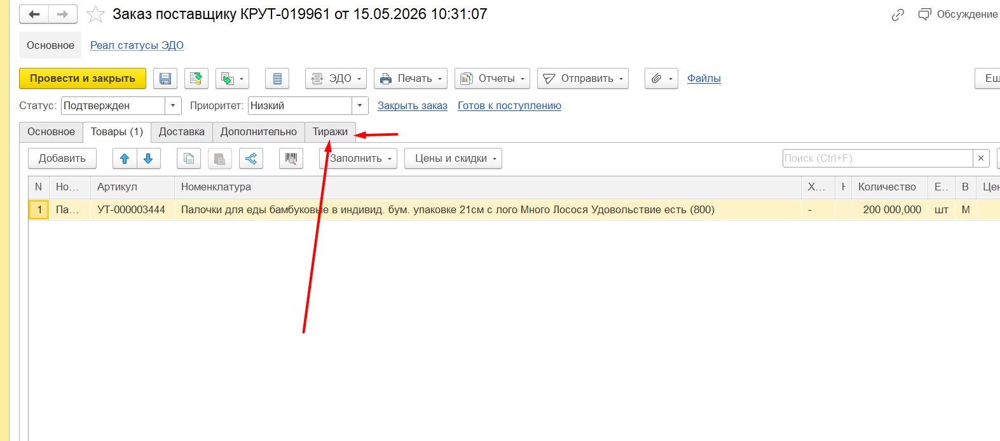 Заказ поставщику КРУТ-019961 от 15.05.2026 10:31:07
Обсуждение
Основное Реал статусы ЭДО
Провести и закрыть ЭДО Печать Отчеты Отправить Файлы Ещ
Статус: Подтвержден Приоритет: Низкий Закрыть заказ Готов к поступлению
Основное Товары (1) Доставка Дополнительно Тиражи
Добавить Заполнить Цены и скидки Поиск (Ctrl+F) ×
N Но... Артикул Номенклатура Х... Количество Е.. В Цен
1 Па... УТ-000003444 Палочки для еды бамбуковые в индивид. бум. упаковке 21см с лого Много Лосося Удовольствие есть (800) - 200 000,000 шт М